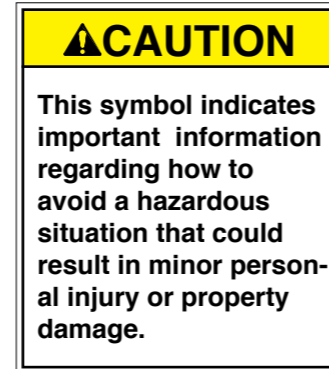 CAUTION
This symbol indicates
important  information
regarding how to
avoid a hazardous
situation that could
result in minor person-
al injury or property
damage.